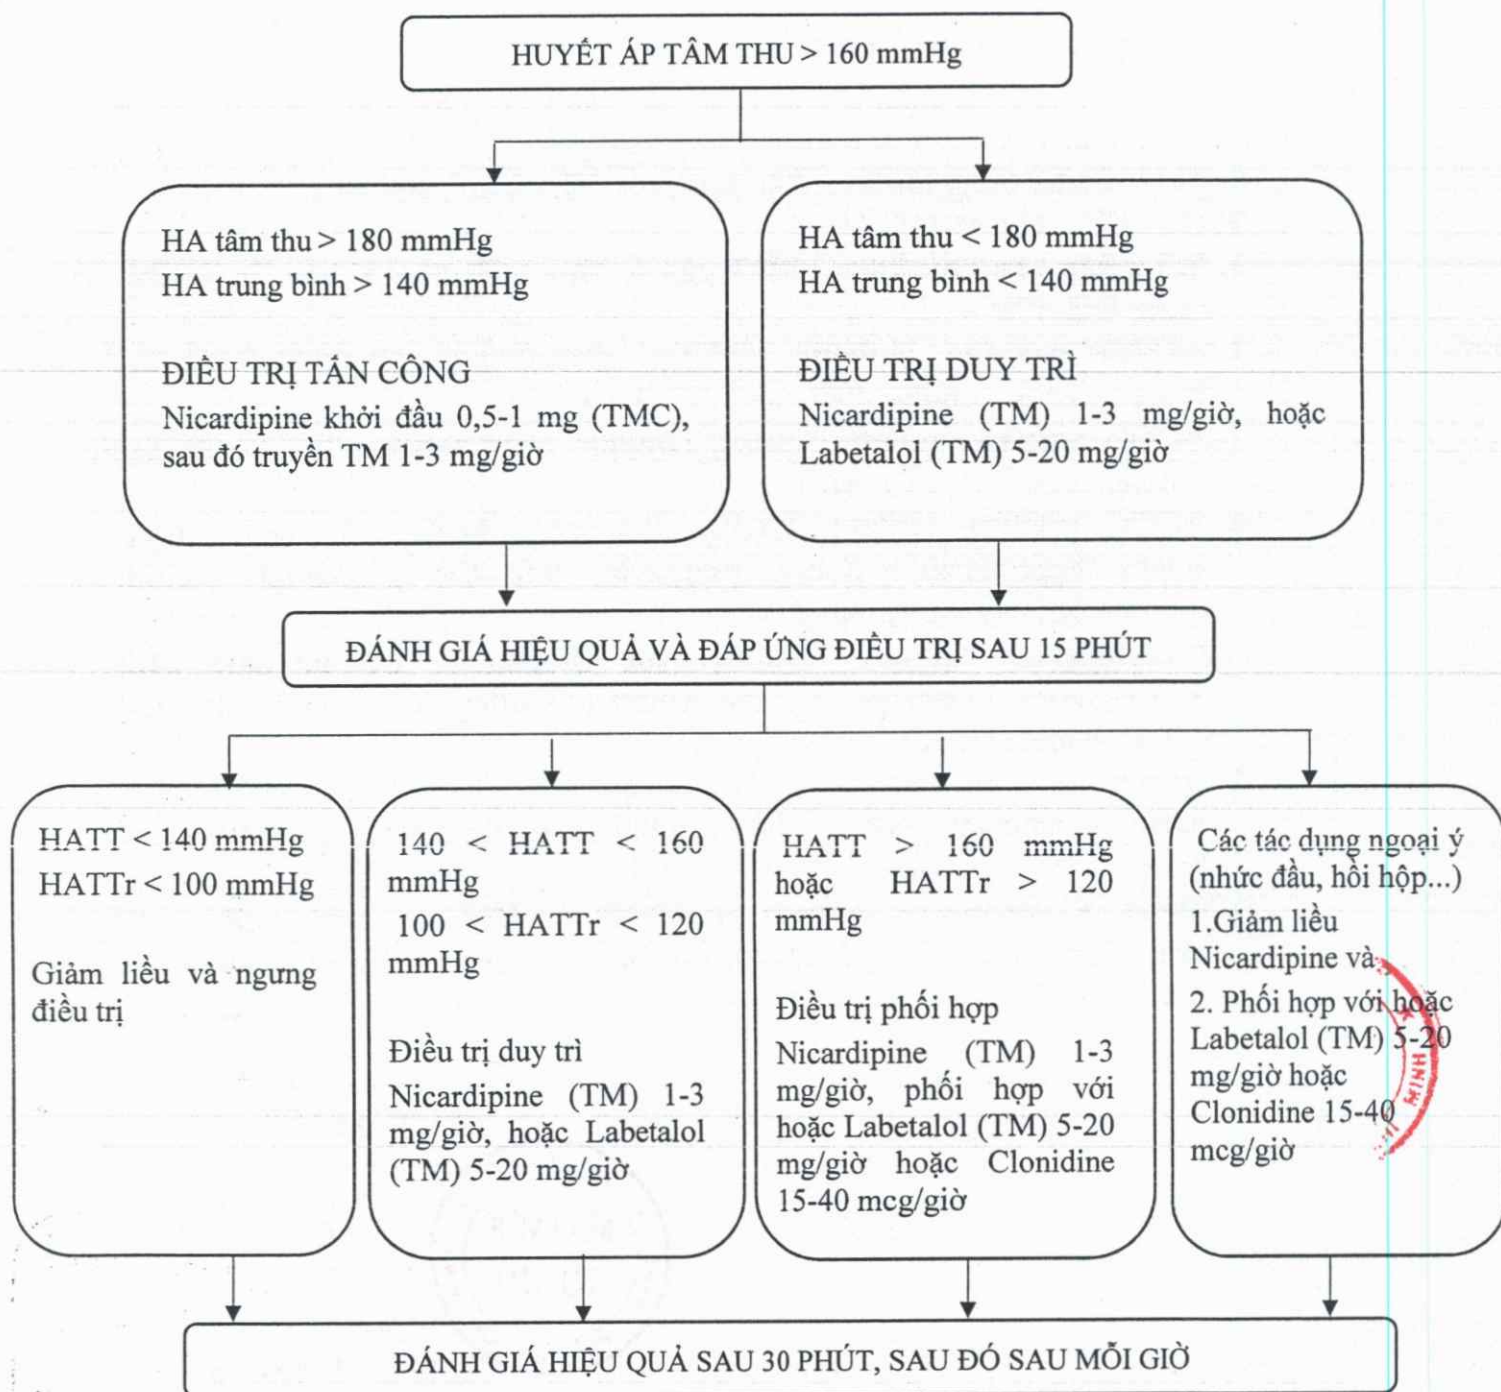 HUYẾT ÁP TÂM THU > 160 mmHg
HA tâm thu > 180 mmHg
HA trung bình > 140 mmHg
ĐIỀU TRỊ TẤN CÔNG
Nicardipine khởi đầu 0,5-1 mg (TMC),
sau đó truyền TM 1-3 mg/giờ
HA tâm thu < 180 mmHg
HA trung bình < 140 mmHg
ĐIỀU TRỊ DUY TRÌ
Nicardipine (TM) 1-3 mg/giờ, hoặc
Labetalol (TM) 5-20 mg/giờ
ĐÁNH GIÁ HIỆU QUẢ VÀ ĐÁP ỨNG ĐIỀU TRỊ SAU 15 PHÚT
HATT < 140 mmHg
HATTr < 100 mmHg
Giảm liều và ngưng
điều trị
140 < HATT < 160
mmHg
100 < HATTr < 120
mmHg
Điều trị duy trì
Nicardipine (TM) 1-3
mg/giờ, hoặc Labetalol
(TM) 5-20 mg/giờ
HATT > 160 mmHg
hoặc HATTr > 120
mmHg
Điều trị phối hợp
Nicardipine (TM) 1-3
mg/giờ, phối hợp với
hoặc Labetalol (TM) 5-20
mg/giờ hoặc Clonidine
15-40 mcg/giờ
Các tác dụng ngoại ý
(nhức đầu, hồi hộp...)
1.Giảm liều
Nicardipine và
2. Phối hợp với hoặc
Labetalol (TM) 5-20
mg/giờ hoặc
Clonidine 15-40
mcg/giờ
MINH
ĐÁNH GIÁ HIỆU QUẢ SAU 30 PHÚT, SAU ĐÓ SAU MỖI GIỜ